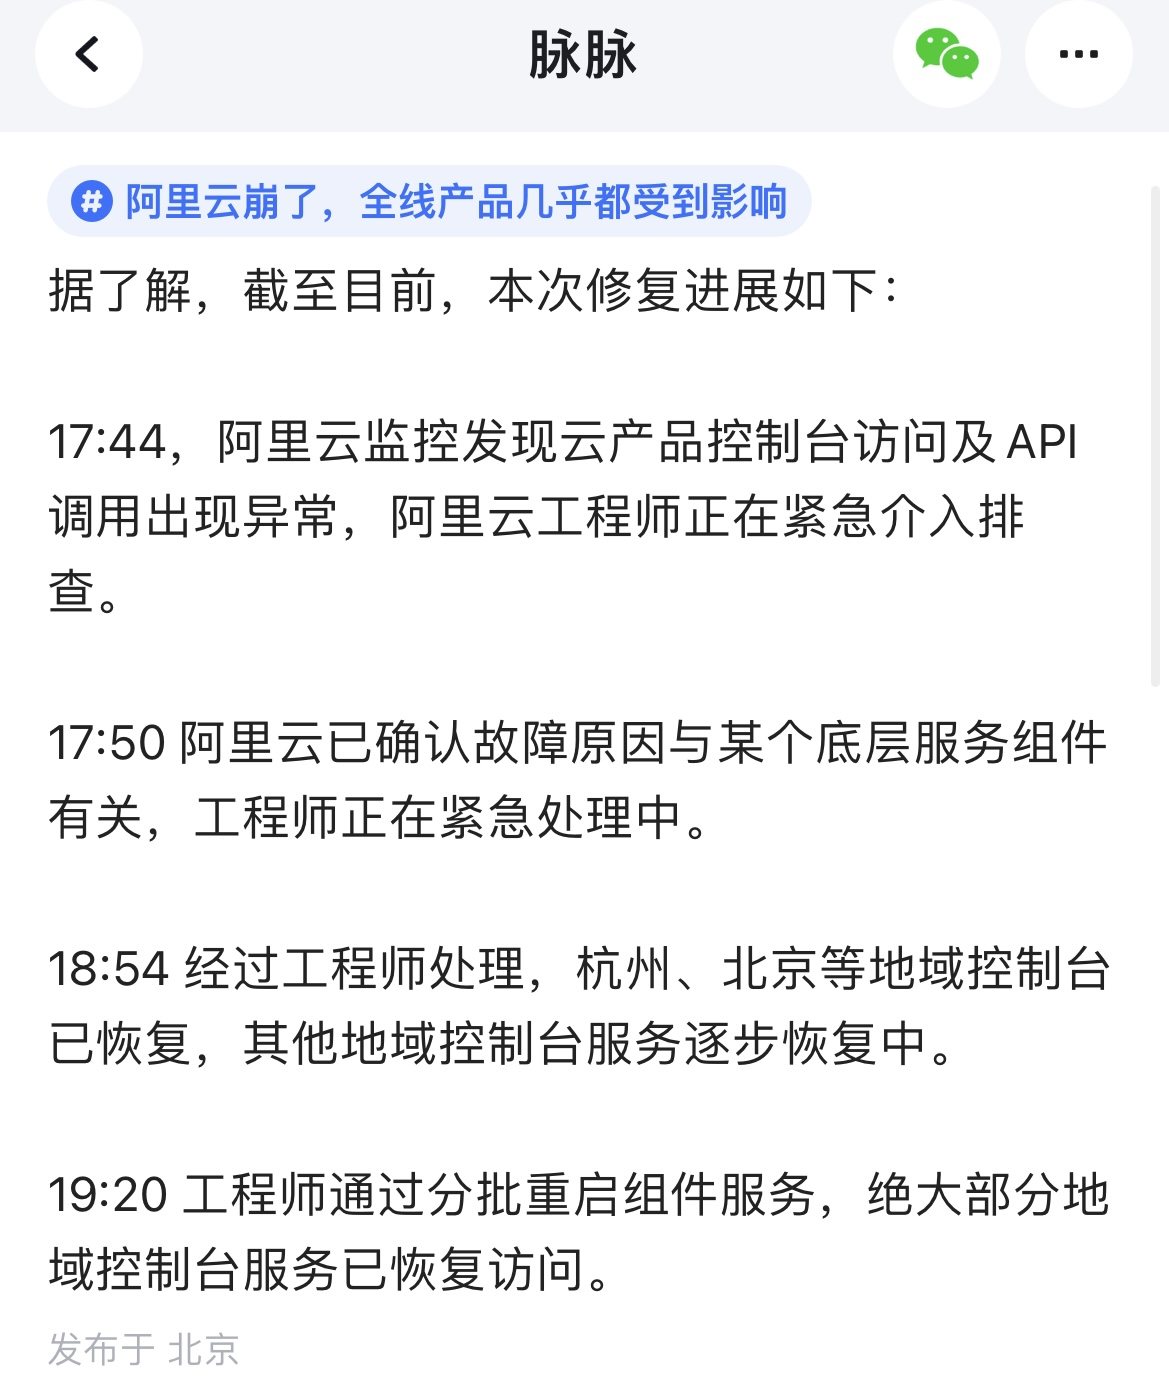 脉脉
# 阿里云崩了，全线产品几乎都受到影响
据了解，截至目前，本次修复进展如下：
17:44，阿里云监控发现云产品控制台访问及 API
调用出现异常，阿里云工程师正在紧急介入排
查。
17:50 阿里云已确认故障原因与某个底层服务组件
有关，工程师正在紧急处理中。
18:54 经过工程师处理，杭州、北京等地域控制台
已恢复，其他地域控制台服务逐步恢复中。
19:20 工程师通过分批重启组件服务，绝大部分地
域控制台服务已恢复访问。
发布于 北京